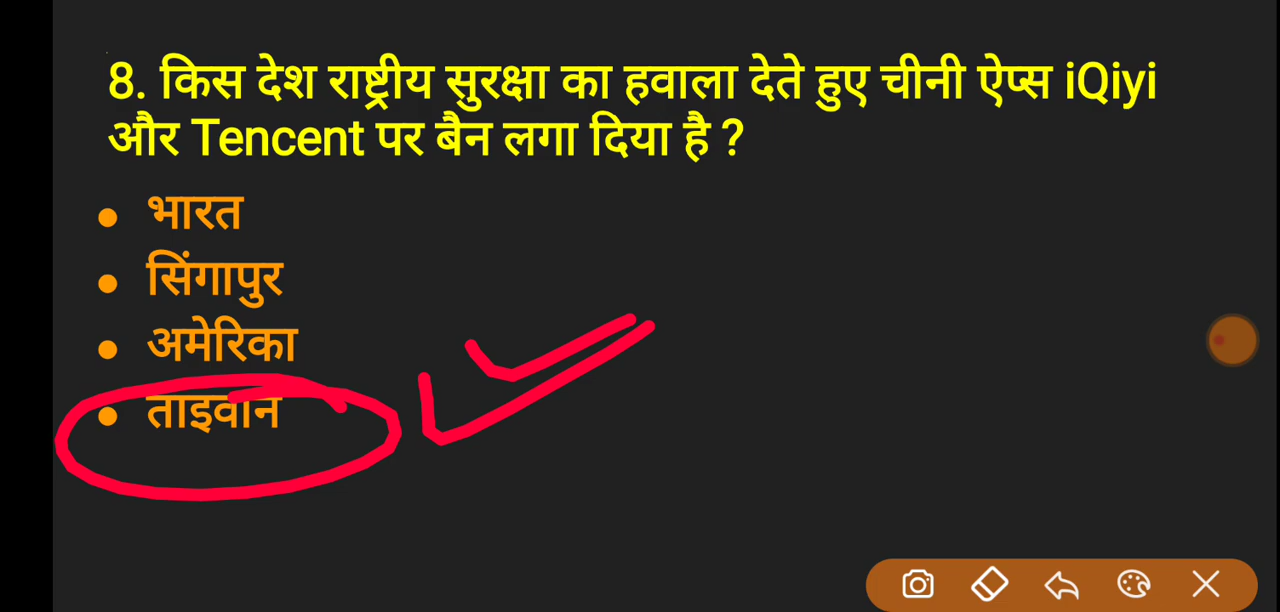 8. किस देश राष्ट्रीय सुरक्षा का हवाला देते हुए चीनी ऐप्स iQiyi
और Tencent पर बैन लगा दिया है ?
• भारत
• सिंगापुर
• अमेरिका
• ताइवान